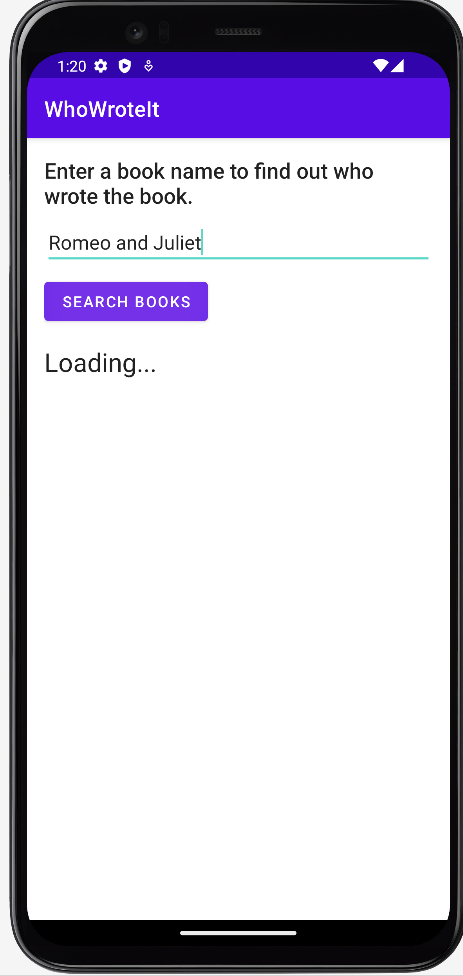 1:20
WhoWroteIt
Enter a book name to find out who
wrote the book.
Romeo and Juliet
SEARCH BOOKS
Loading...